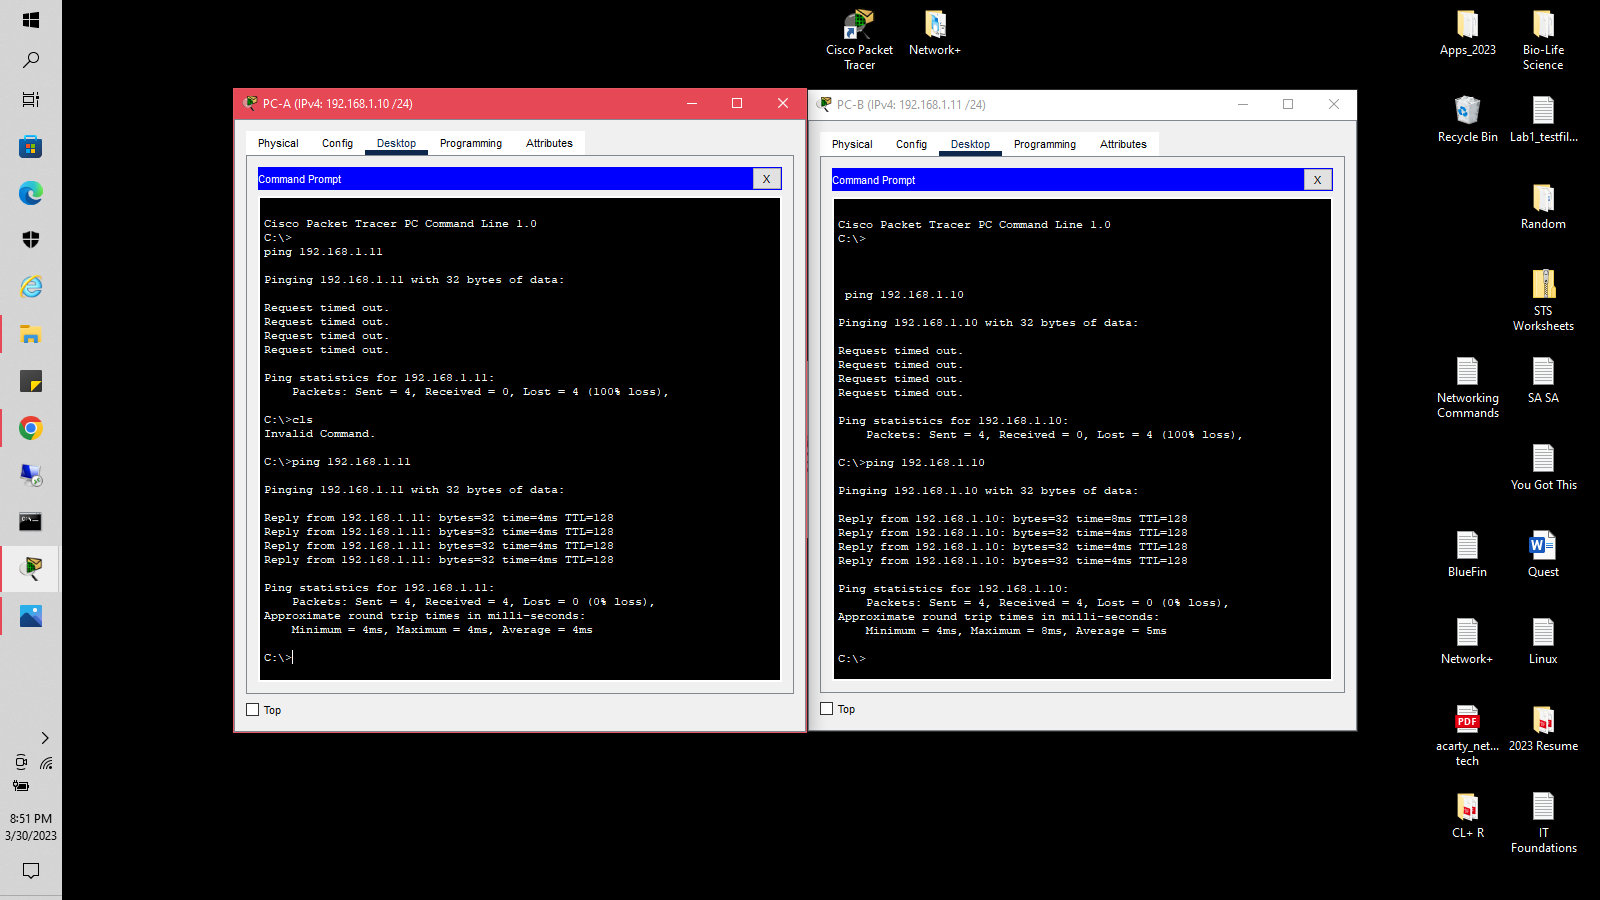 Cisco Packet
Tracer
Network+
Apps_2023
Bio-Life
Science
Recycle Bin
Lab1_testfil...
Random
STS
Worksheets
Networking
Commands
SA SA
You Got This
BlueFin
W
Quest
Network+
Linux
PDF
acarty_net...
tech
2023 Resume
CL+ R
IT
Foundations
PC-A (IPv4: 192.168.1.10 /24)
Physical Config Desktop Programming Attributes
Command Prompt X
Cisco Packet Tracer PC Command Line 1.0
C:\>
ping 192.168.1.11
Pinging 192.168.1.11 with 32 bytes of data:
Request timed out.
Request timed out.
Request timed out.
Request timed out.
Ping statistics for 192.168.1.11:
Packets: Sent = 4, Received = 0, Lost = 4 (100% loss),
C:\>cls
Invalid Command.
C:\>ping 192.168.1.11
Pinging 192.168.1.11 with 32 bytes of data:
Reply from 192.168.1.11: bytes=32 time=4ms TTL=128
Reply from 192.168.1.11: bytes=32 time=4ms TTL=128
Reply from 192.168.1.11: bytes=32 time=4ms TTL=128
Reply from 192.168.1.11: bytes=32 time=4ms TTL=128
Ping statistics for 192.168.1.11:
Packets: Sent = 4, Received = 4, Lost = 0 (0% loss),
Approximate round trip times in milli-seconds:
Minimum = 4ms, Maximum = 4ms, Average = 4ms
C:\>
Top
PC-B (IPv4: 192.168.1.11 /24)
Physical Config Desktop Programming Attributes
Command Prompt X
Cisco Packet Tracer PC Command Line 1.0
C:\>
ping 192.168.1.10
Pinging 192.168.1.10 with 32 bytes of data:
Request timed out.
Request timed out.
Request timed out.
Request timed out.
Ping statistics for 192.168.1.10:
Packets: Sent = 4, Received = 0, Lost = 4 (100% loss),
C:\>ping 192.168.1.10
Pinging 192.168.1.10 with 32 bytes of data:
Reply from 192.168.1.10: bytes=32 time=8ms TTL=128
Reply from 192.168.1.10: bytes=32 time=4ms TTL=128
Reply from 192.168.1.10: bytes=32 time=4ms TTL=128
Reply from 192.168.1.10: bytes=32 time=4ms TTL=128
Ping statistics for 192.168.1.10:
Packets: Sent = 4, Received = 4, Lost = 0 (0% loss),
Approximate round trip times in milli-seconds:
Minimum = 4ms, Maximum = 8ms, Average = 5ms
C:\>
Top
8:51 PM
3/30/2023